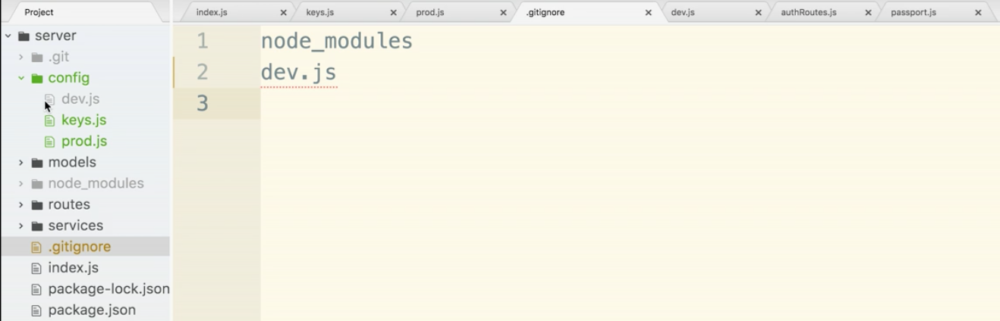 Project
index.js
keys.js
prod.js
.gitignore
dev.js
authRoutes.js
passport.js
server
.git
config
dev.js
keys.js
prod.js
models
node_modules
routes
services
.gitignore
index.js
package-lock.json
package.json
1 node_modules
2 dev.js
3